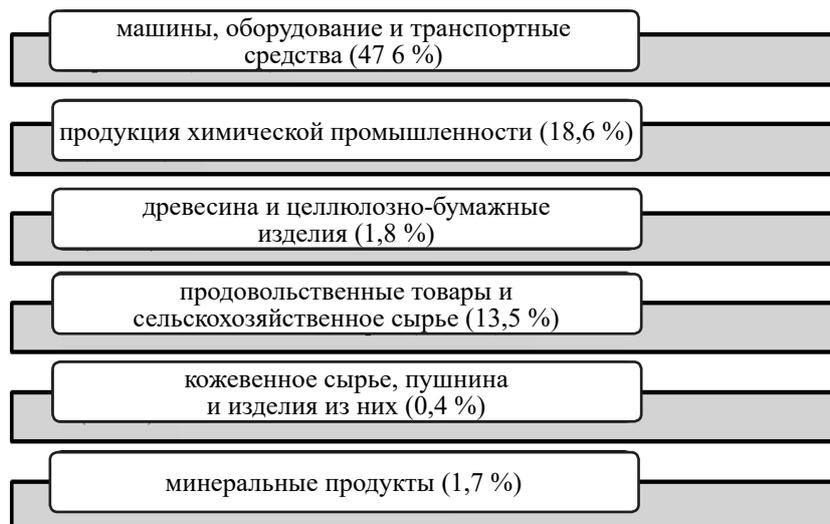 машины, оборудование и транспортные
средства (47 6 %)
продукция химической промышленности (18,6 %)
древесина и целлюлозно-бумажные
изделия (1,8 %)
продовольственные товары и
сельскохозяйственное сырье (13,5 %)
кожевенное сырье, пушнина
и изделия из них (0,4 %)
минеральные продукты (1,7 %)